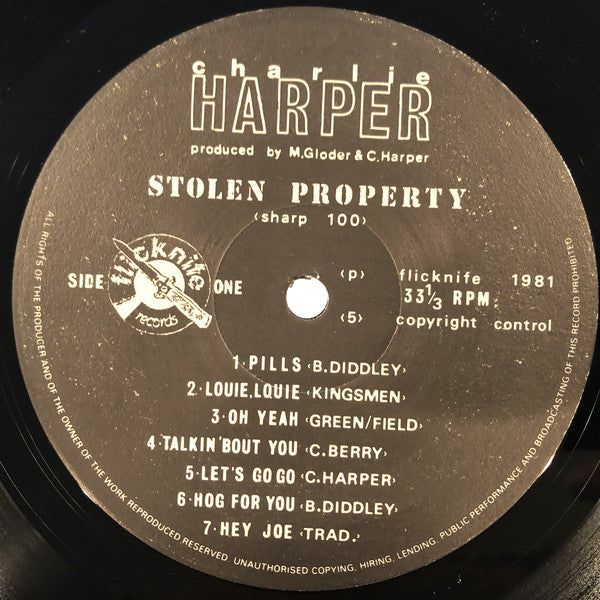 charlie
HARPER
produced by M.Gloder & C.Harper
STOLEN PROPERTY
(sharp 100)
flicknife
records
SIDE ONE
(p) flicknife 1981
33 1/3 RPM.
(5) copyright control
1·PILLS (B.DIDDLEY)
2·LOUIE,LOUIE (KINGSMEN)
3·OH YEAH (GREEN/FIELD)
4·TALKIN'BOUT YOU (C.BERRY)
5·LET'S GO GO (C.HARPER)
6·HOG FOR YOU (B.DIDDLEY)
7·HEY JOE (TRAD.)
ALL RIGHTS OF THE PRODUCER AND OF THE OWNER OF THE WORK REPRODUCED RESERVED UNAUTHORISED COPYING, HIRING, LENDING, PUBLIC PERFORMANCE AND BROADCASTING OF THIS RECORD PROHIBITED